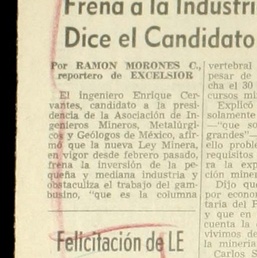 Frena a la Industri
Dice el Candidato
Por RAMON MORONES C.,
reportero de EXCELSIOR
El ingeniero Enrique Cer-
vantes, candidato a la presi-
dencia de la Asociación de In-
genieros Mineros, Metalúrgi-
cos y Geólogos de México, afir-
mó que la nueva Ley Minera,
en vigor desde febrero pasado,
frena la inversión de la pe-
queña y mediana industria y
obstaculiza el trabajo del gam-
busino, "que es la columna
vertebral
pesar de
cha el 30
cursos mi
Explicó
solamente
—"que so
grandes"—
ello proble
requisitos
ra la exp
ción miner
Dijo qu
por econo
taria del F
y que en
cuenta la
vivimos de
la minería
Carlos S
Felicitación de LE